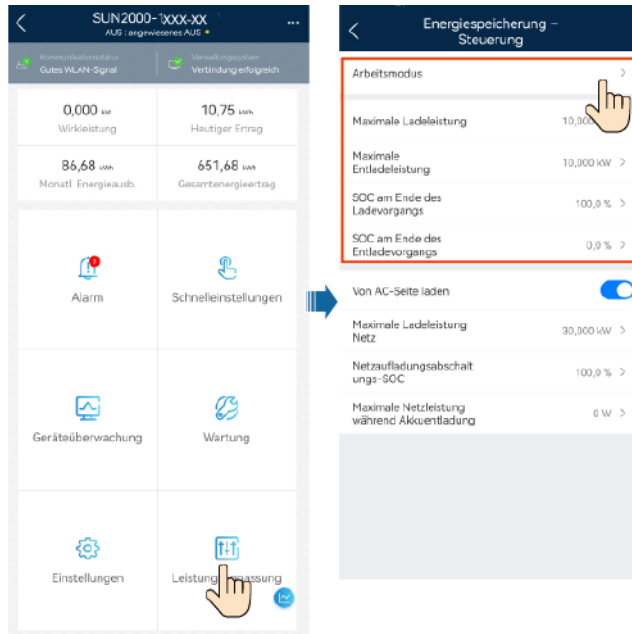 SUN2000-1XXX-XX
AUS : angewiesenes AUS
Kommunikationsstatus
Gutes WLAN-Signal
Verwaltungssystem
Verbindung erfolgreich
0,000 kW
Wirkleistung
10,75 kWh
Heutiger Ertrag
86,68 kWh
Monatl. Energieausb.
651,68 kWh
Gesamtenergieertrag
Alarm
Schnelleinstellungen
Geräteüberwachung
Wartung
Einstellungen
Energiespeicherung –
Steuerung
Arbeitsmodus
Maximale Ladeleistung
Maximale
Entladeleistung
10,000 kW
SOC am Ende des
Ladevorgangs
100,0 %
SOC am Ende des
Entladevorgangs
0,0 %
Von AC-Seite laden
Maximale Ladeleistung
Netz
30,000 kW
Netzaufladungsabschalt
ungs-SOC
100,0 %
Maximale Netzleistung
während Akkuentladung
0 W